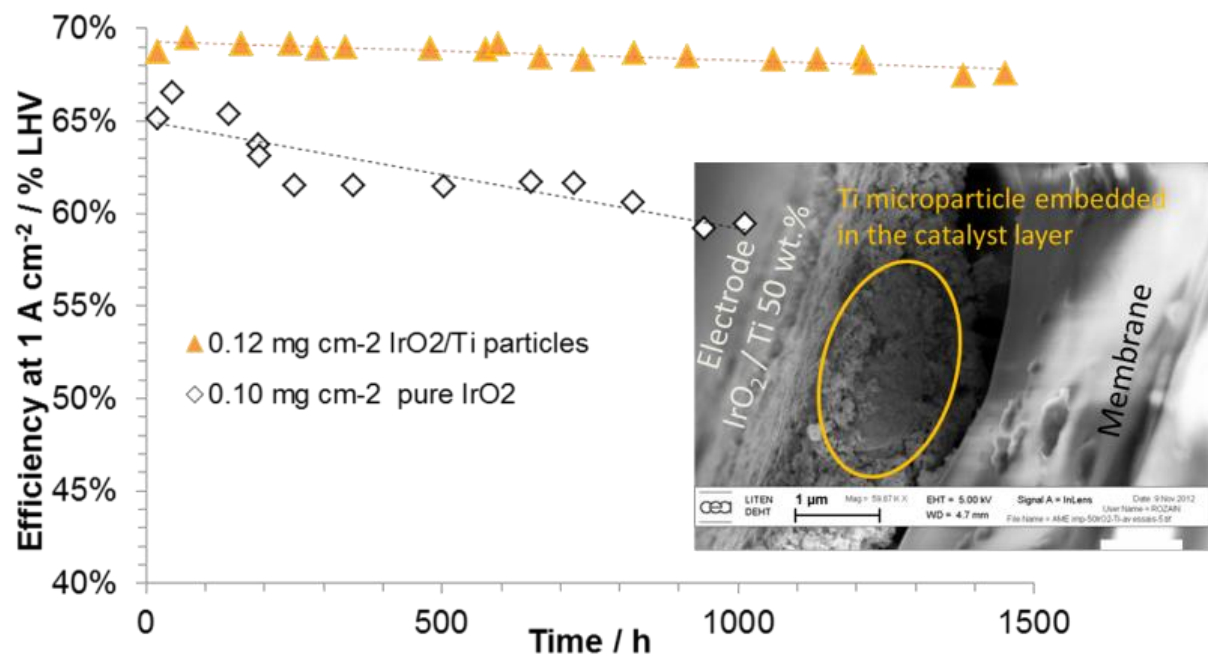 70%
65%
60%
55%
50%
45%
40%
Efficiency at 1 A cm⁻² / % LHV
0.12 mg cm-2 IrO2/Ti particles
0.10 mg cm-2 pure IrO2
0
500
1000
1500
Time / h
Ti microparticle embedded
in the catalyst layer
Electrode
IrO₂ / Ti 50 wt.%
Membrane
cea
LITEN
DEHT
1 µm
Mag = 59.87 K X
EHT = 5.00 kV
WD = 4.7 mm
Signal A = InLens
Date :9 Nov 2012
User Name = ROZAIN